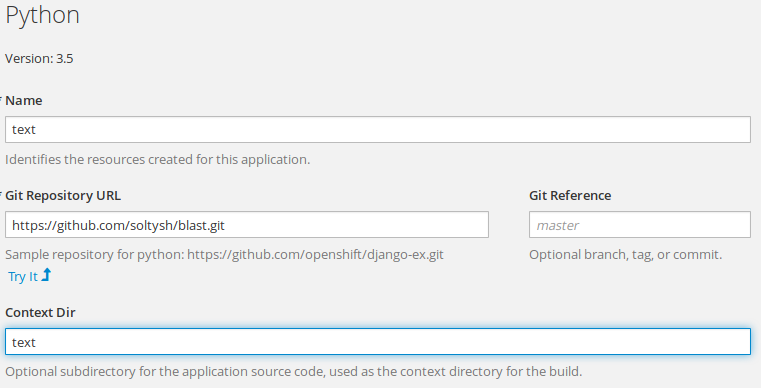 Python
Version: 3.5
* Name
text
Identifies the resources created for this application.
* Git Repository URL
Git Reference
https://github.com/soltysh/blast.git
master
Sample repository for python: https://github.com/openshift/django-ex.git
Optional branch, tag, or commit.
Try It
Context Dir
text
Optional subdirectory for the application source code, used as the context directory for the build.